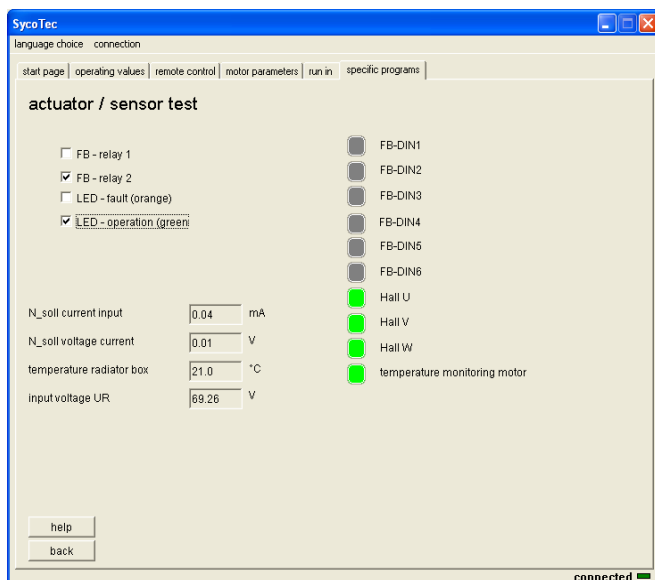 SycoTec
language choice connection
start page operating values remote control motor parameters run in specific programs
actuator / sensor test
FB - relay 1
FB - relay 2
LED - fault (orange)
LED - operation (green
FB-DIN1
FB-DIN2
FB-DIN3
FB-DIN4
FB-DIN5
FB-DIN6
Hall U
Hall V
Hall W
temperature monitoring motor
N_soll current input 0.04 mA
N_soll voltage current 0.01 V
temperature radiator box 21.0 °C
input voltage UR 69.26 V
help
back
connected